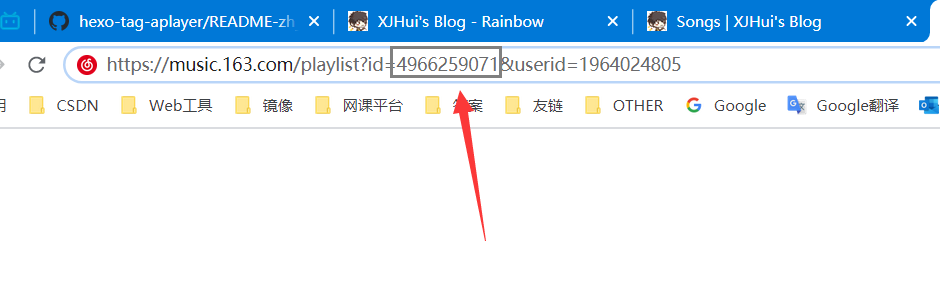 hexo-tag-aplayer/README-zh
XJHui's Blog - Rainbow
Songs | XJHui's Blog
https://music.163.com/playlist?id=4966259071&userid=1964024805
CSDN Web工具 镜像 网课平台 答案 友链 OTHER Google Google翻译